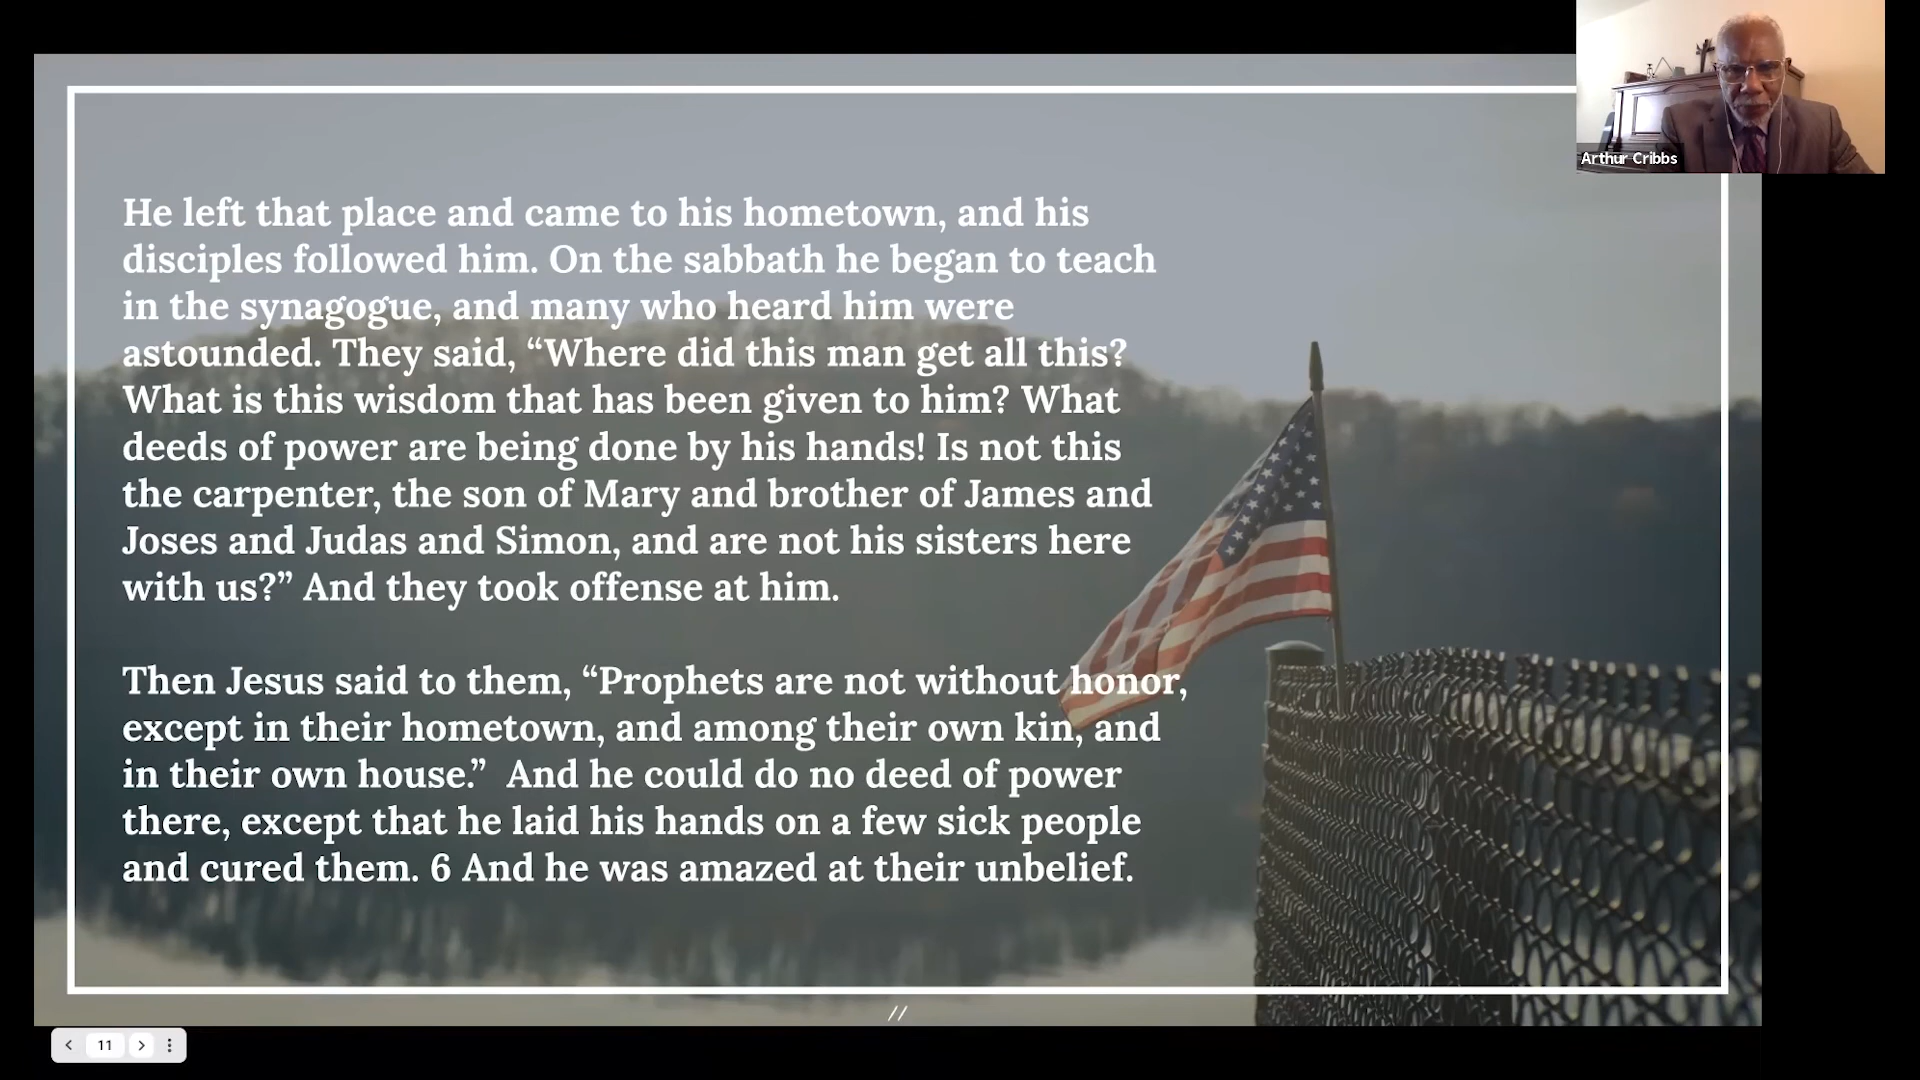 Arthur Cribbs
He left that place and came to his hometown, and his
disciples followed him. On the sabbath he began to teach
in the synagogue, and many who heard him were
astounded. They said, “Where did this man get all this?
What is this wisdom that has been given to him? What
deeds of power are being done by his hands! Is not this
the carpenter, the son of Mary and brother of James and
Joses and Judas and Simon, and are not his sisters here
with us?” And they took offense at him.
Then Jesus said to them, “Prophets are not without honor,
except in their hometown, and among their own kin, and
in their own house.”  And he could do no deed of power
there, except that he laid his hands on a few sick people
and cured them. 6 And he was amazed at their unbelief.
//
11